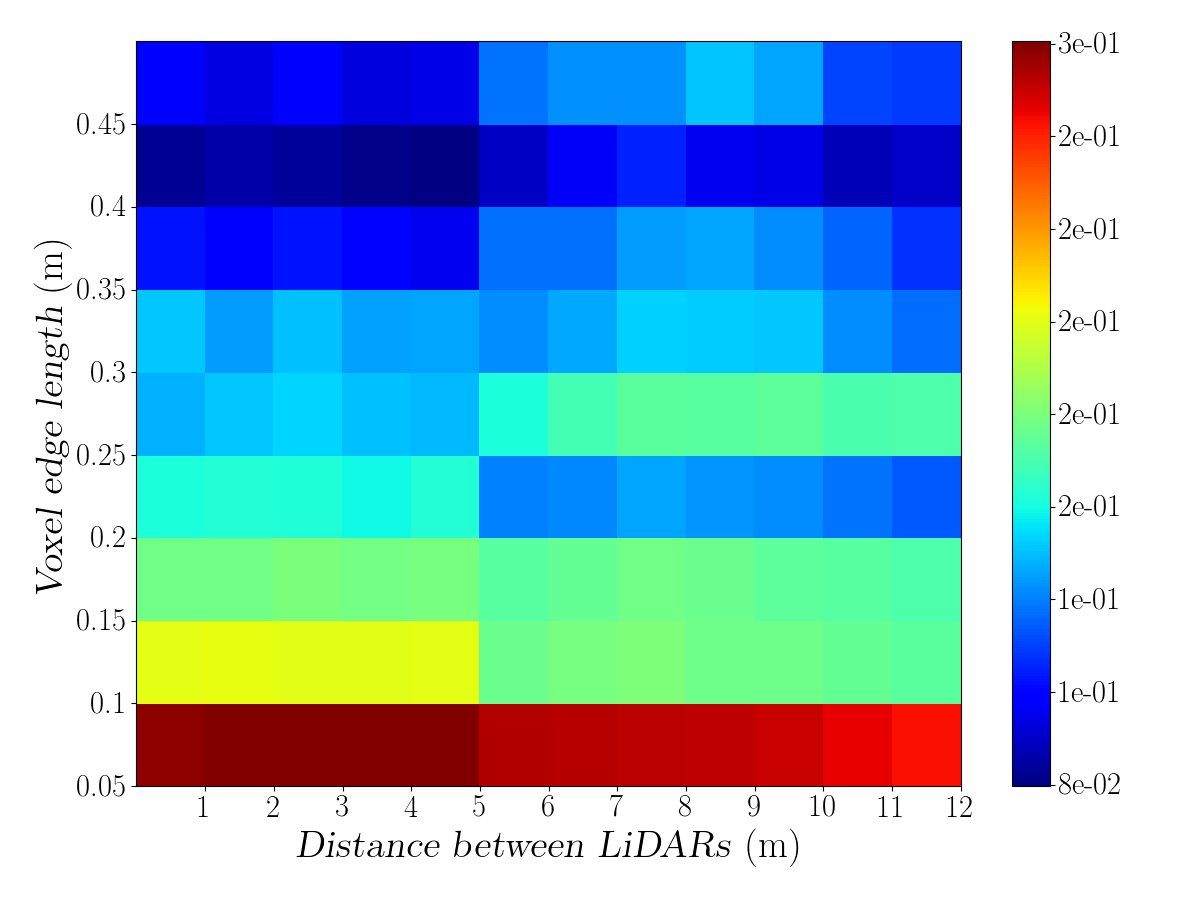 0.45
0.4
0.35
0.3
0.25
0.2
0.15
0.1
0.05
Voxel edge length (m)
1 2 3 4 5 6 7 8 9 10 11 12
Distance between LiDARs (m)
3e-01
2e-01
2e-01
2e-01
2e-01
2e-01
1e-01
1e-01
8e-02